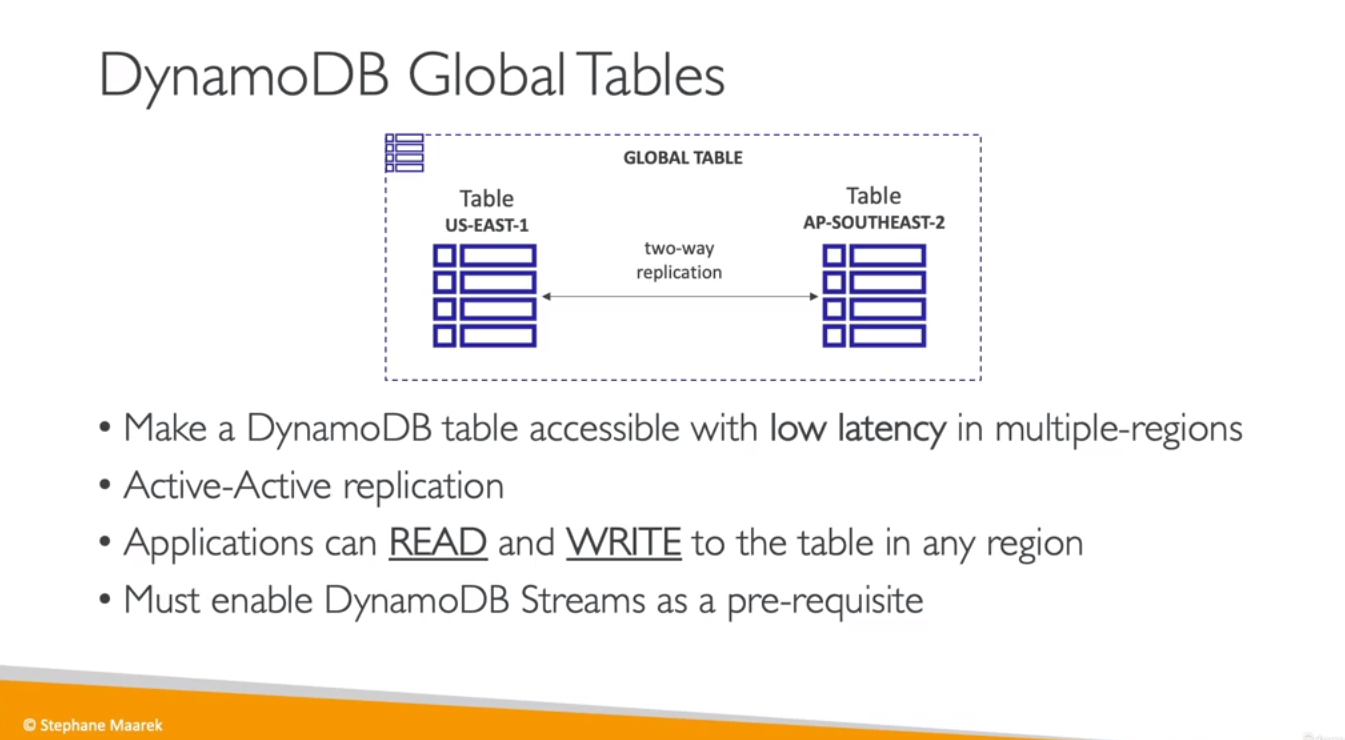 DynamoDB Global Tables
GLOBAL TABLE
Table
US-EAST-1
two-way
replication
Table
AP-SOUTHEAST-2
• Make a DynamoDB table accessible with low latency in multiple-regions
• Active-Active replication
• Applications can READ and WRITE to the table in any region
• Must enable DynamoDB Streams as a pre-requisite
© Stephane Maarek